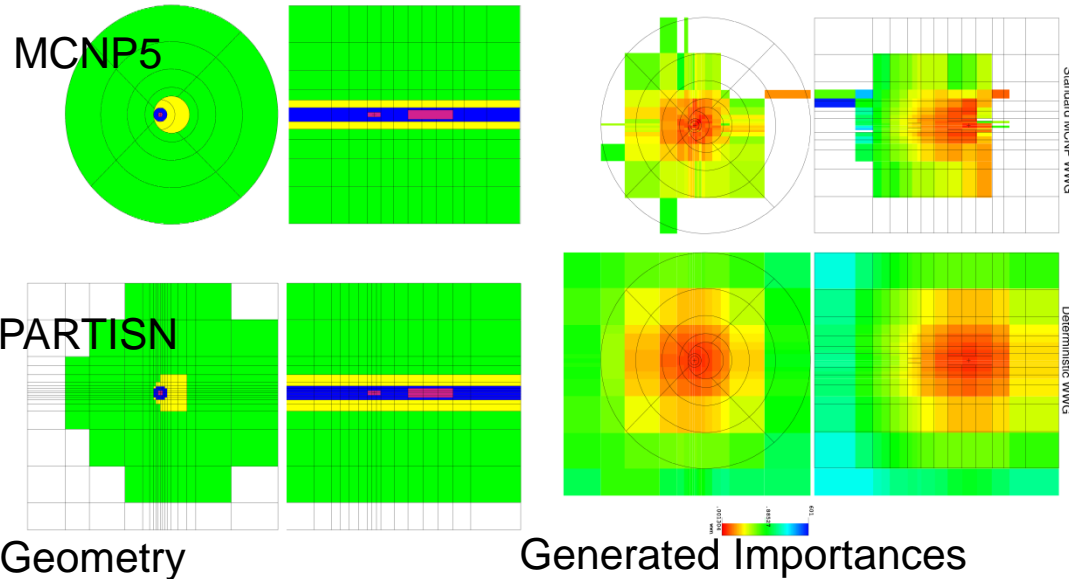 MCNP5
Standard MCNP WWG
PARTISN
Deterministic WWG
Geometry
Generated Importances